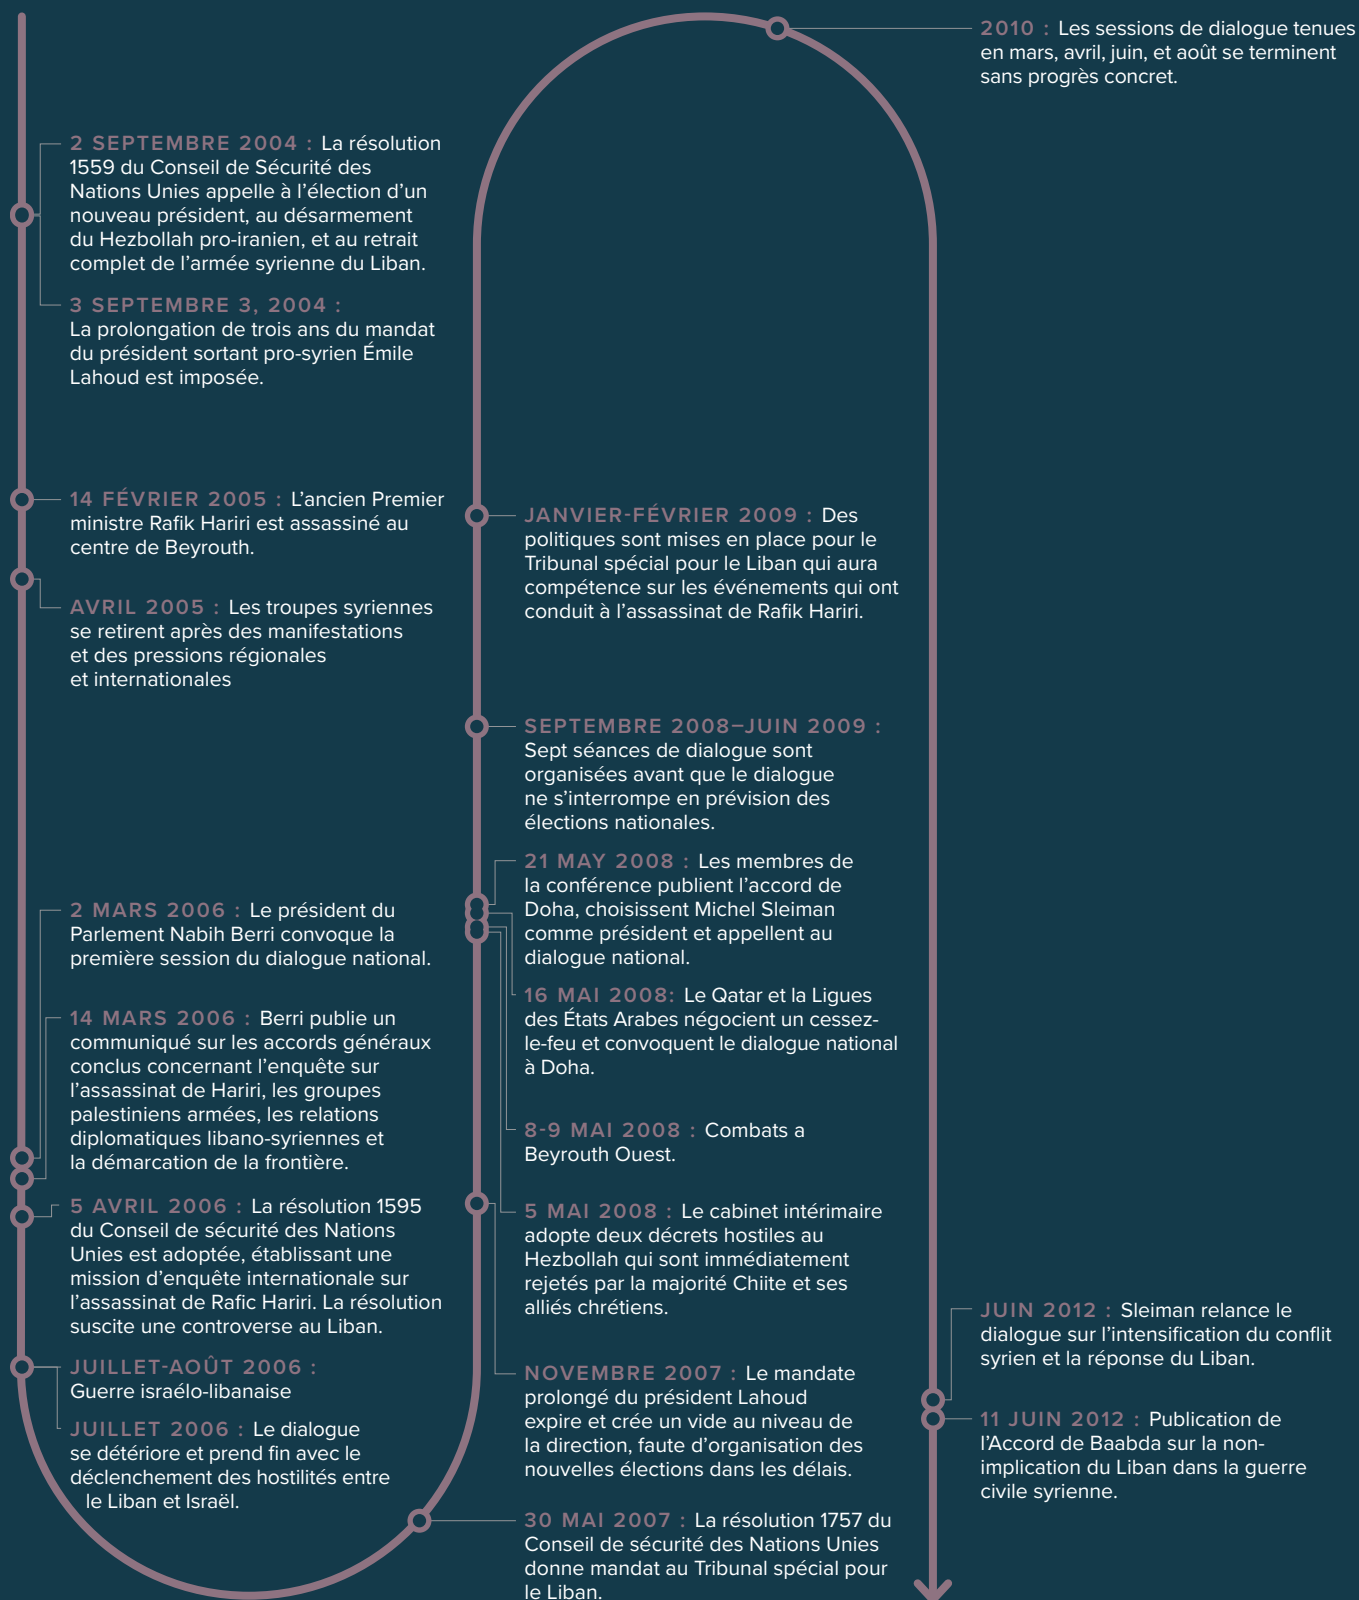 2 SEPTEMBRE 2004 : La résolution
1559 du Conseil de Sécurité des
Nations Unies appelle à l’élection d’un
nouveau président, au désarmement
du Hezbollah pro-iranien, et au retrait
complet de l’armée syrienne du Liban.
3 SEPTEMBRE 3, 2004 :
La prolongation de trois ans du mandat
du président sortant pro-syrien Émile
Lahoud est imposée.
14 FÉVRIER 2005 : L’ancien Premier
ministre Rafik Hariri est assassiné au
centre de Beyrouth.
AVRIL 2005 : Les troupes syriennes
se retirent après des manifestations
et des pressions régionales
et internationales
2 MARS 2006 : Le président du
Parlement Nabih Berri convoque la
première session du dialogue national.
14 MARS 2006 : Berri publie un
communiqué sur les accords généraux
conclus concernant l’enquête sur
l’assassinat de Hariri, les groupes
palestiniens armées, les relations
diplomatiques libano-syriennes et
la démarcation de la frontière.
5 AVRIL 2006 : La résolution 1595
du Conseil de sécurité des Nations
Unies est adoptée, établissant une
mission d’enquête internationale sur
l’assassinat de Rafic Hariri. La résolution
suscite une controverse au Liban.
JUILLET-AOÛT 2006 :
Guerre israélo-libanaise
JUILLET 2006 : Le dialogue
se détériore et prend fin avec le
déclenchement des hostilités entre
le Liban et Israël.
30 MAI 2007 : La résolution 1757 du
Conseil de sécurité des Nations Unies
donne mandat au Tribunal spécial pour
le Liban.
NOVEMBRE 2007 : Le mandate
prolongé du président Lahoud
expire et crée un vide au niveau de
la direction, faute d’organisation des
nouvelles élections dans les délais.
5 MAI 2008 : Le cabinet intérimaire
adopte deux décrets hostiles au
Hezbollah qui sont immédiatement
rejetés par la majorité Chiite et ses
alliés chrétiens.
8-9 MAI 2008 : Combats a
Beyrouth Ouest.
16 MAI 2008: Le Qatar et la Ligues
des États Arabes négocient un cessez-
le-feu et convoquent le dialogue national
à Doha.
21 MAY 2008 : Les membres de
la conférence publient l’accord de
Doha, choisissent Michel Sleiman
comme président et appellent au
dialogue national.
SEPTEMBRE 2008–JUIN 2009 :
Sept séances de dialogue sont
organisées avant que le dialogue
ne s’interrompe en prévision des
élections nationales.
JANVIER-FÉVRIER 2009 : Des
politiques sont mises en place pour le
Tribunal spécial pour le Liban qui aura
compétence sur les événements qui ont
conduit à l’assassinat de Rafik Hariri.
2010 : Les sessions de dialogue tenues
en mars, avril, juin, et août se terminent
sans progrès concret.
JUIN 2012 : Sleiman relance le
dialogue sur l’intensification du conflit
syrien et la réponse du Liban.
11 JUIN 2012 : Publication de
l’Accord de Baabda sur la non-
implication du Liban dans la guerre
civile syrienne.